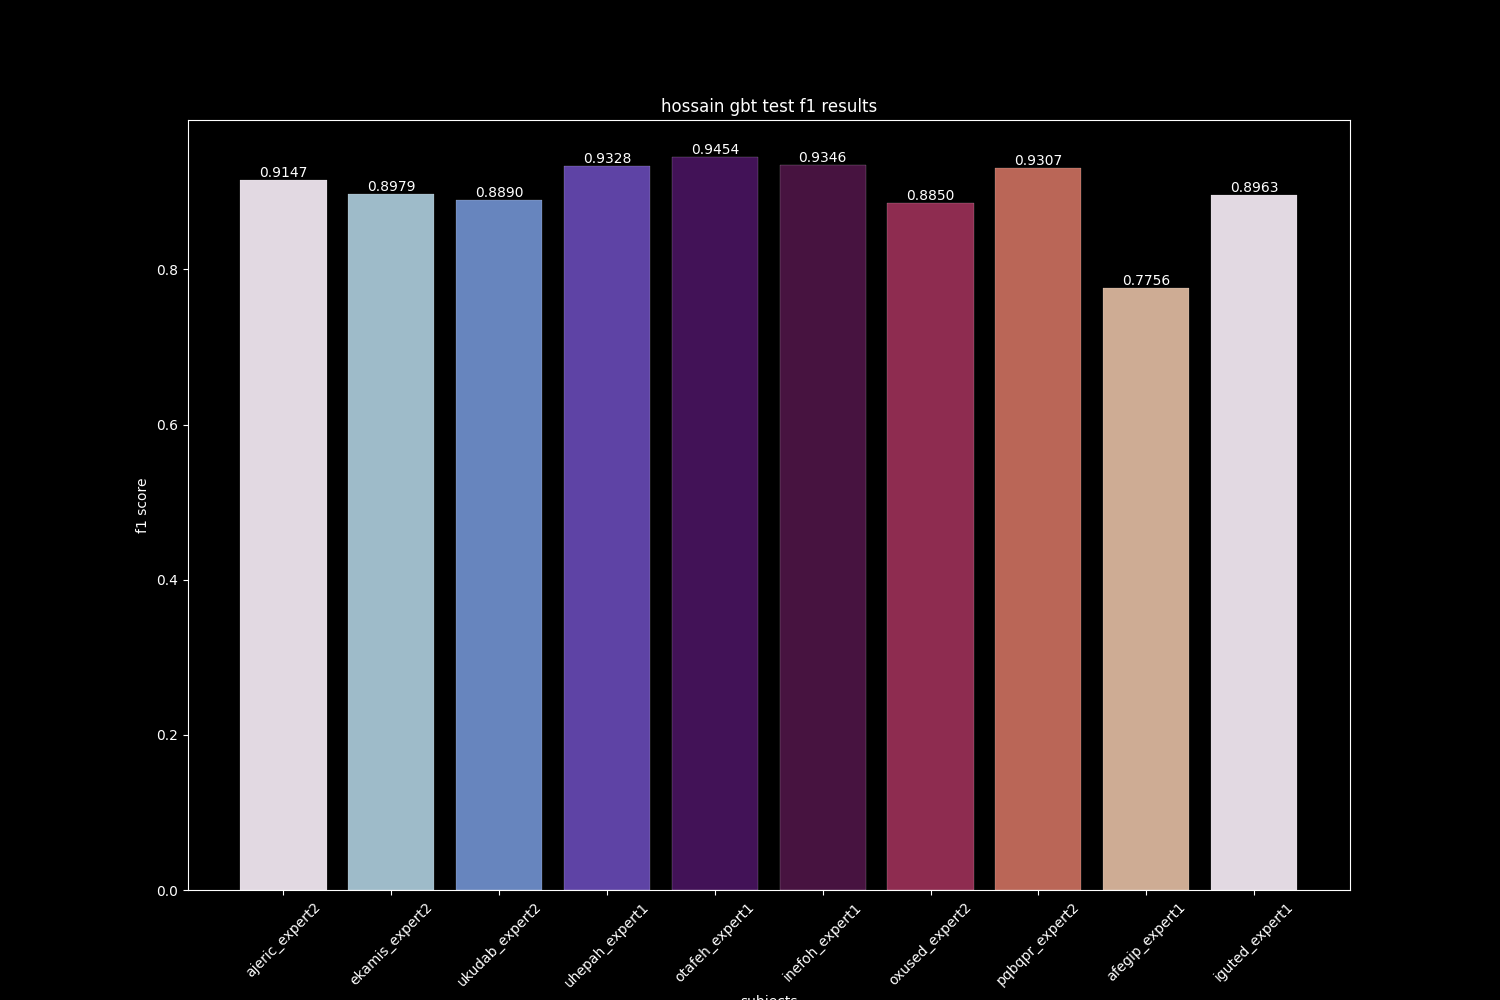 hossain gbt test f1 results
0.9147
0.8979
0.8890
0.9328
0.9454
0.9346
0.8850
0.9307
0.7756
0.8963
f1 score
0.8
0.6
0.4
0.2
0.0
ajeric_expert2
ekamis_expert2
ukudab_expert2
uhepah_expert1
otafeh_expert1
inefoh_expert1
oxused_expert2
pqbqpr_expert2
afegip_expert1
iguted_expert1
subjects